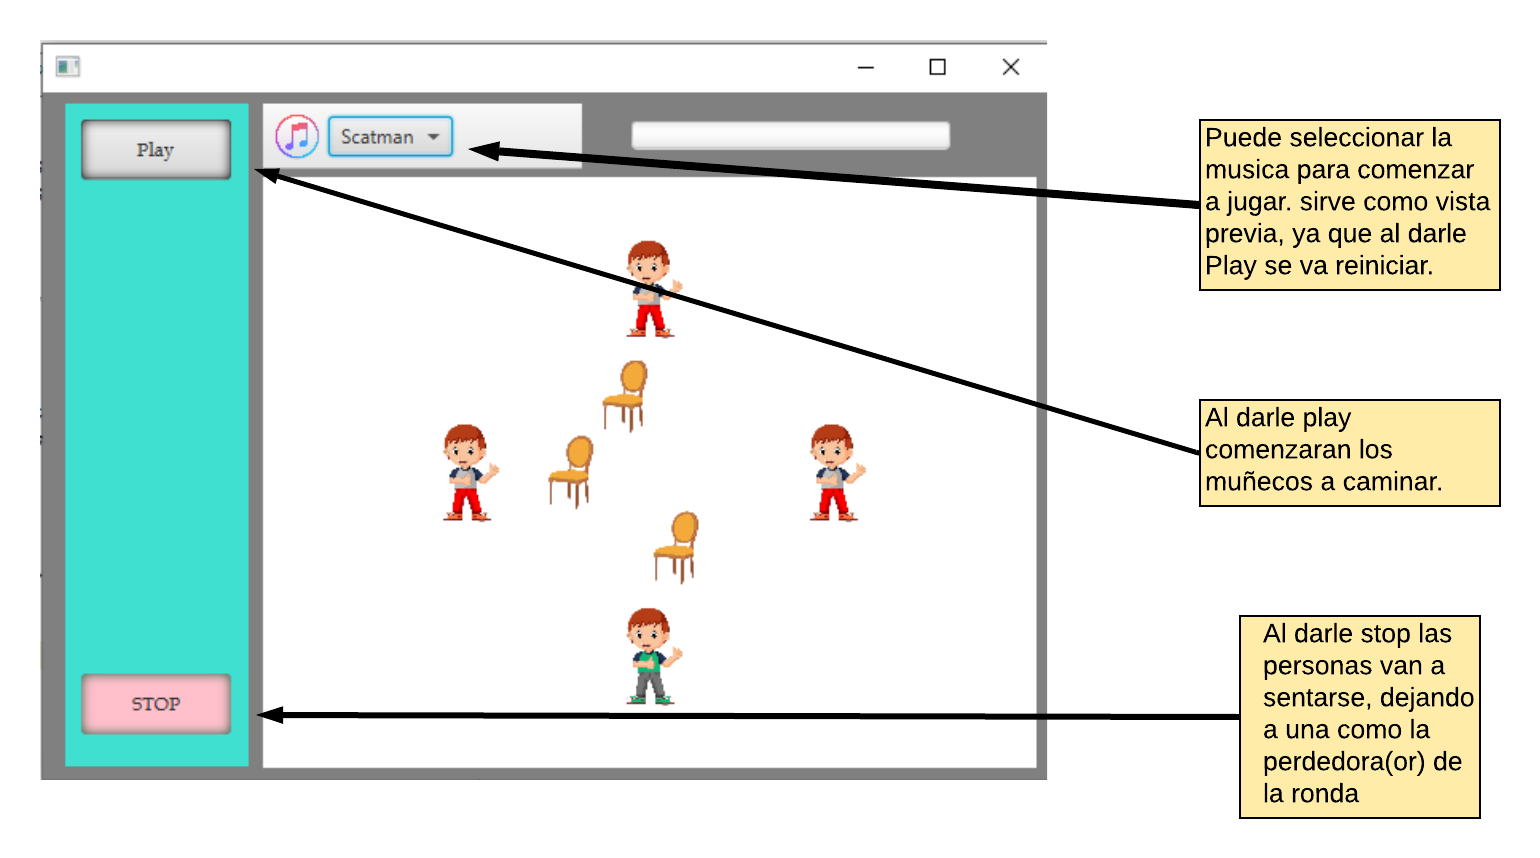 Play
Scatman
STOP
Puede seleccionar la
musica para comenzar
a jugar. sirve como vista
previa, ya que al darle
Play se va reiniciar.
Al darle play
comenzaran los
muñecos a caminar.
Al darle stop las
personas van a
sentarse, dejando
a una como la
perdedora(or) de
la ronda